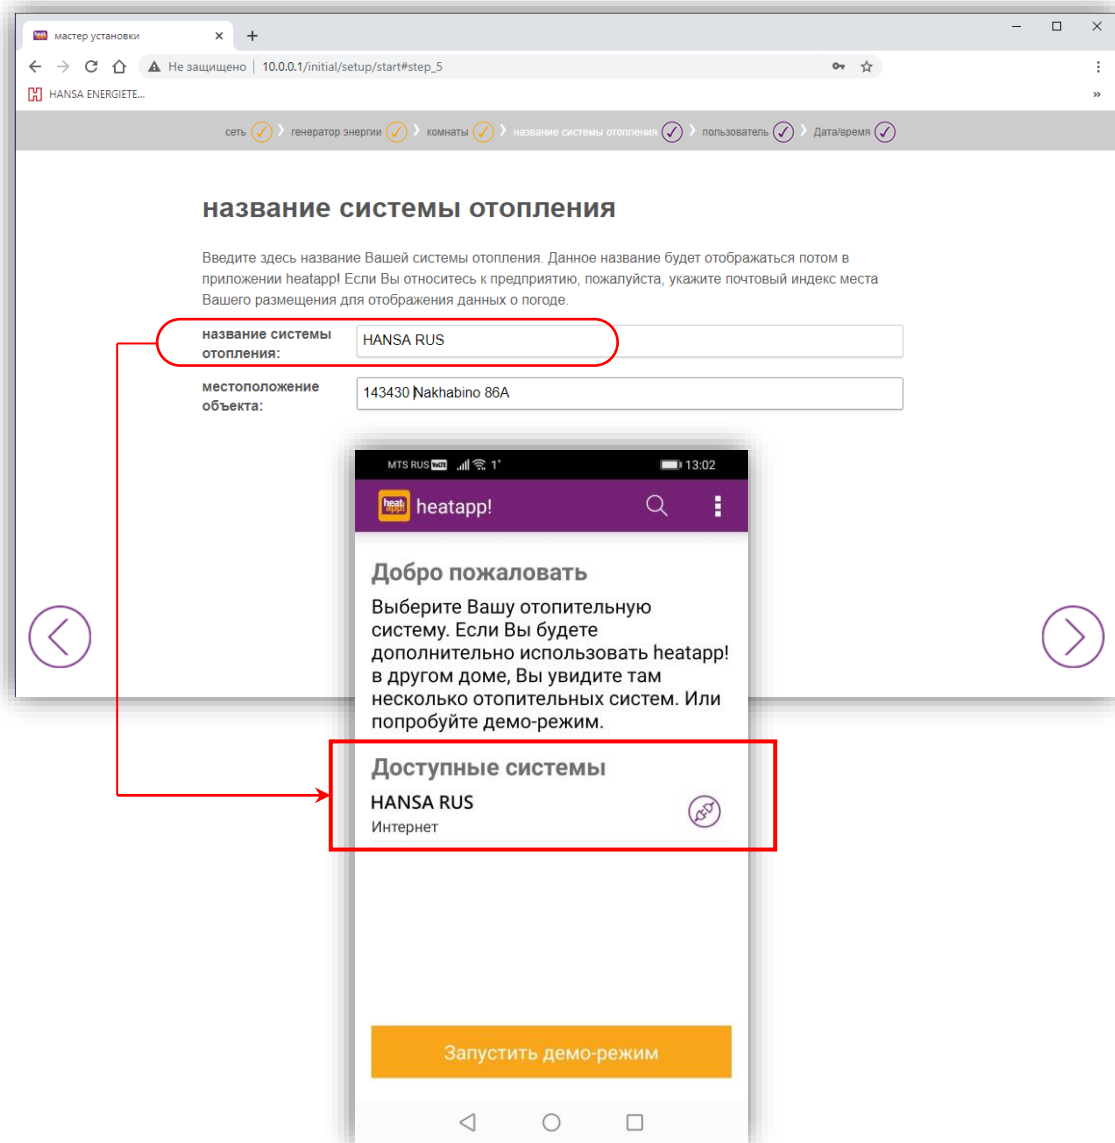 мастер установки
Не защищено | 10.0.0.1/initial/setup/start#step_5
HANSA ENERGIETE...
сеть генератор энергии комнаты название системы отопления пользователь Дата/время
название системы отопления
Введите здесь название Вашей системы отопления. Данное название будет отображаться потом в
приложении heatapp! Если Вы относитесь к предприятию, пожалуйста, укажите почтовый индекс места
Вашего размещения для отображения данных о погоде.
название системы
отопления:
HANSA RUS
местоположение
объекта:
143430 Nakhabino 86A
MTS RUS VoLTE 1° 13:02
heat app! heatapp!
Добро пожаловать
Выберите Вашу отопительную
систему. Если Вы будете
дополнительно использовать heatapp!
в другом доме, Вы увидите там
несколько отопительных систем. Или
попробуйте демо-режим.
Доступные системы
HANSA RUS
Интернет
Запустить демо-режим